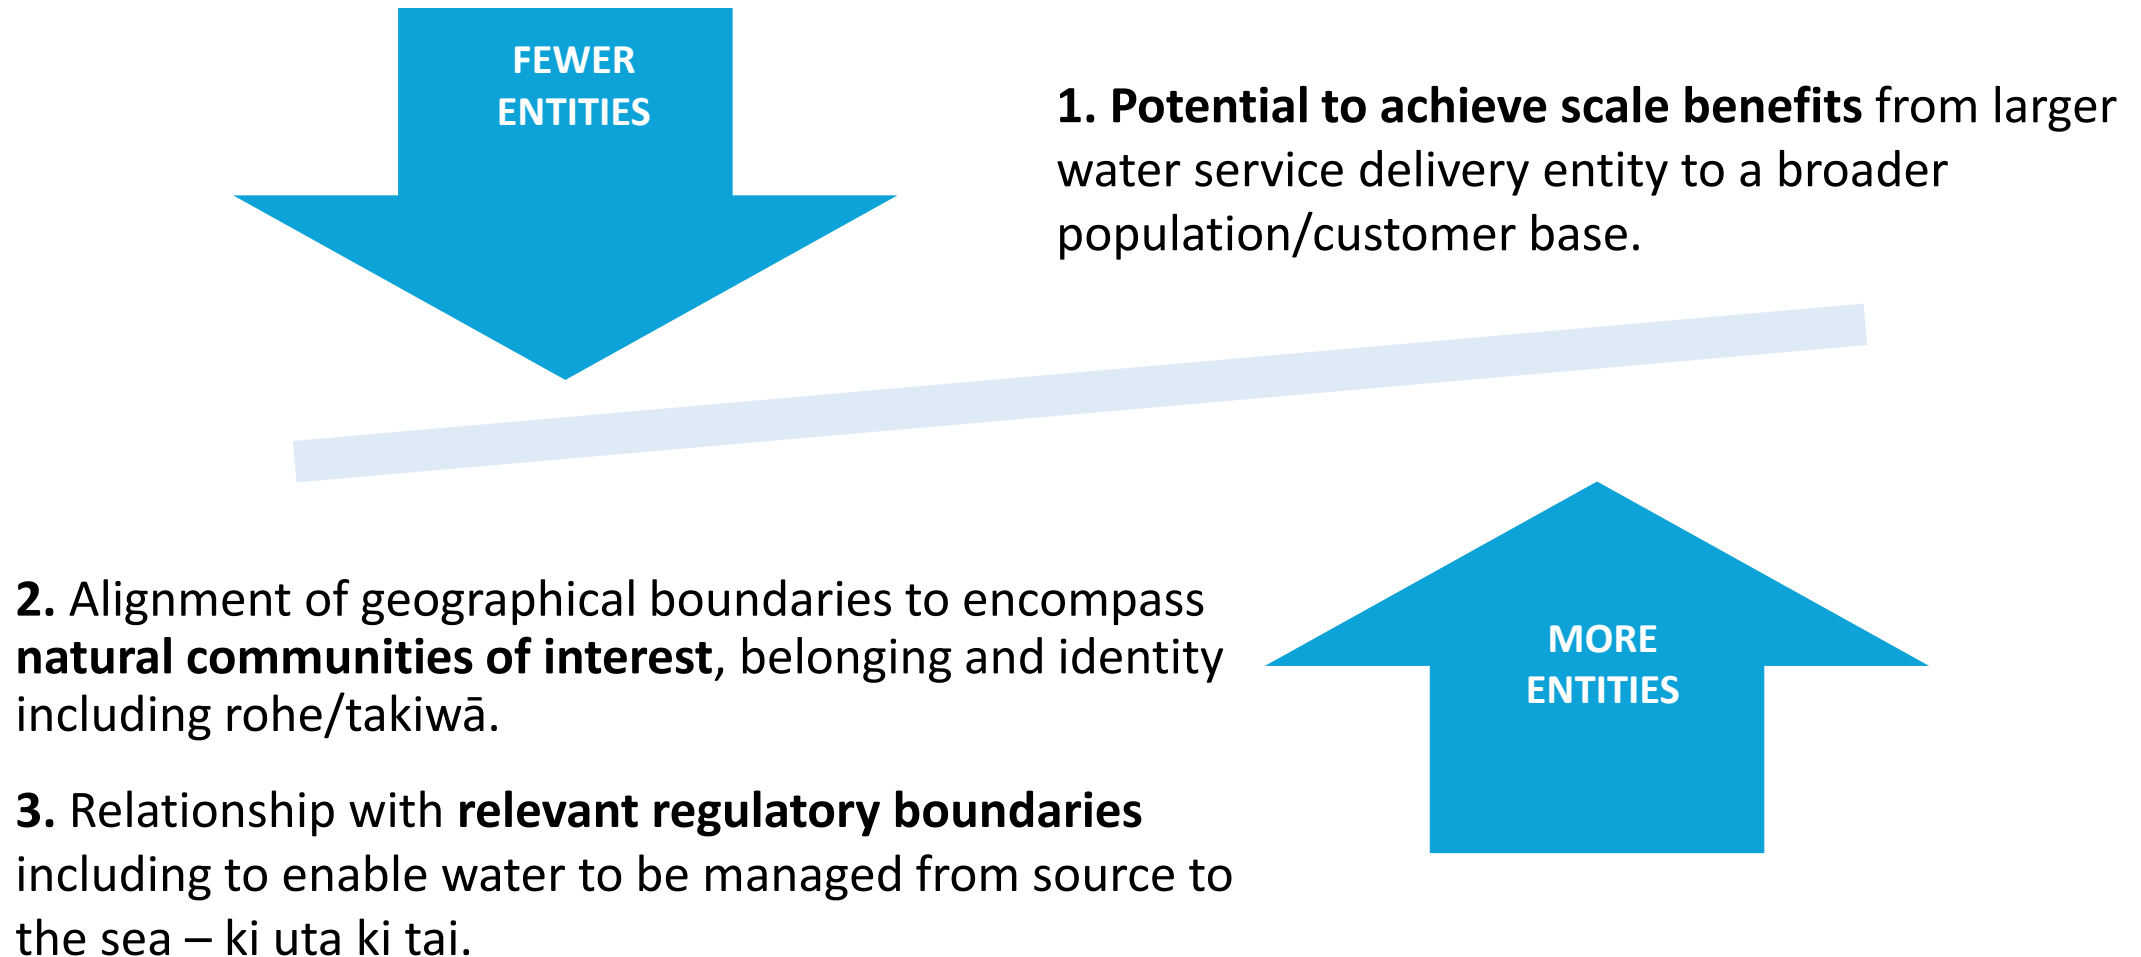 FEWER
ENTITIES
1. Potential to achieve scale benefits from larger
water service delivery entity to a broader
population/customer base.
2. Alignment of geographical boundaries to encompass
natural communities of interest, belonging and identity
including rohe/takiwā.
3. Relationship with relevant regulatory boundaries
including to enable water to be managed from source to
the sea – ki uta ki tai.
MORE
ENTITIES